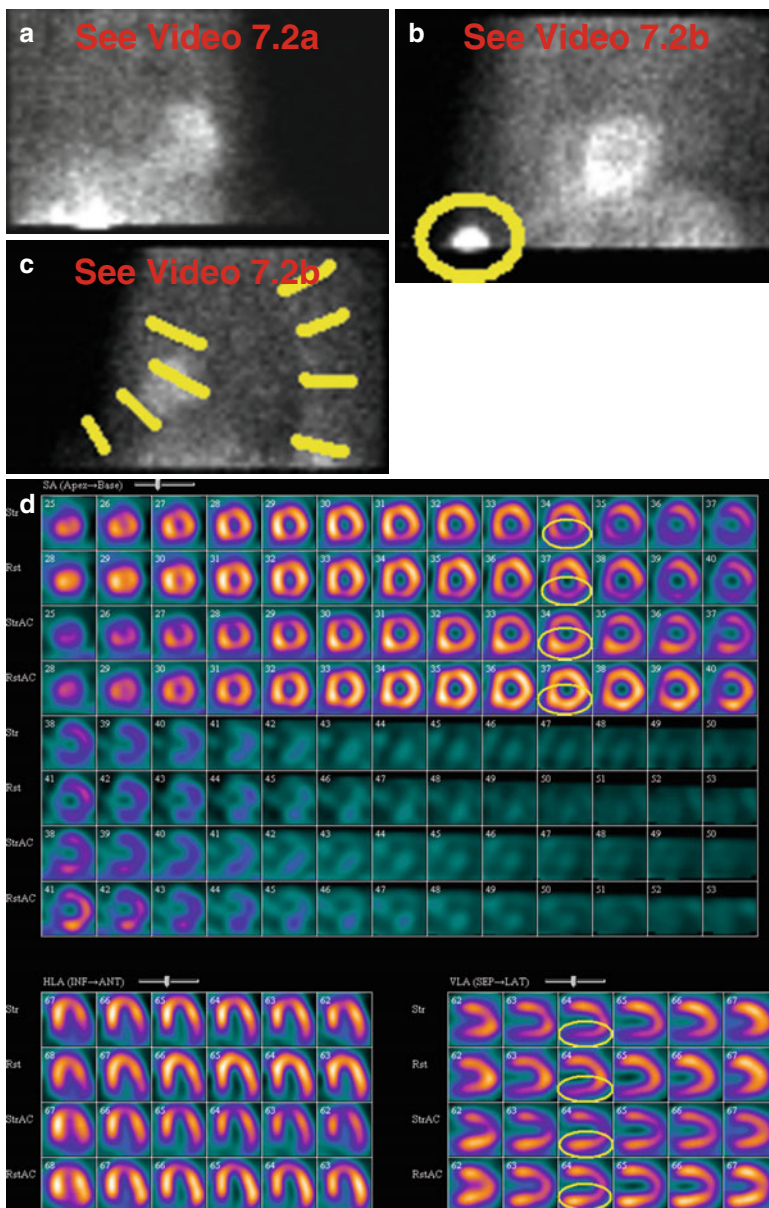 a See Video 7.2a
b See Video 7.2b
c See Video 7.2b
d SA (Apex→Base)
Str 25 26 27 28 29 30 31 32 33 34 35 36 37
Rst 28 29 30 31 32 33 34 35 36 37 38 39 40
StrAC 25 26 27 28 29 30 31 32 33 34 35 36 37
RstAC 28 29 30 31 32 33 34 35 36 37 38 39 40
Str 38 39 40 41 42 43 44 45 46 47 48 49 50
Rst 41 42 43 44 45 46 47 48 49 50 51 52 53
StrAC 38 39 40 41 42 43 44 45 46 47 48 49 50
RstAC 41 42 43 44 45 46 47 48 49 50 51 52 53
HLA (INF→ANT)
Str 67 66 65 64 63 62
Rst 68 67 66 65 64 63
StrAC 67 66 65 64 63 62
RstAC 68 67 66 65 64 63
VLA (SEP→LAT)
Str 62 63 64 65 66 67
Rst 62 63 64 65 66 67
StrAC 62 63 64 65 66 67
RstAC 62 63 64 65 66 67